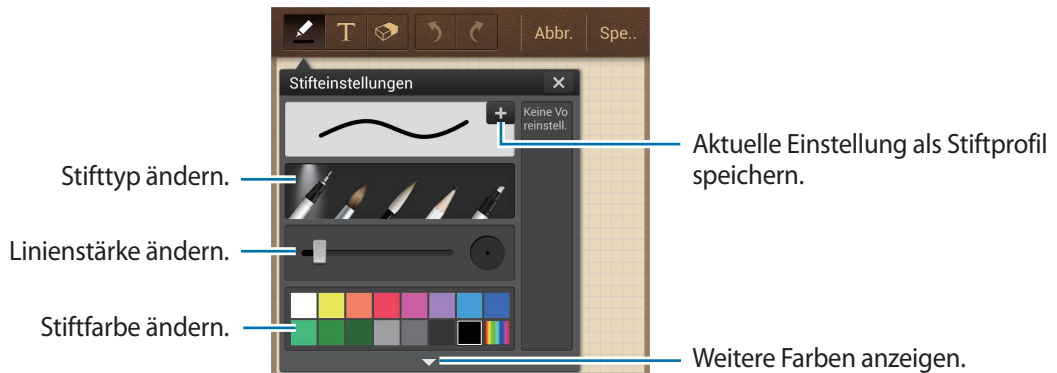 T
Abbr.
Spe..
Stifteinstellungen
Keine Vo
reinstell.
Aktuelle Einstellung als Stiftprofil
speichern.
Stifttyp ändern.
Linienstärke ändern.
Stiftfarbe ändern.
Weitere Farben anzeigen.